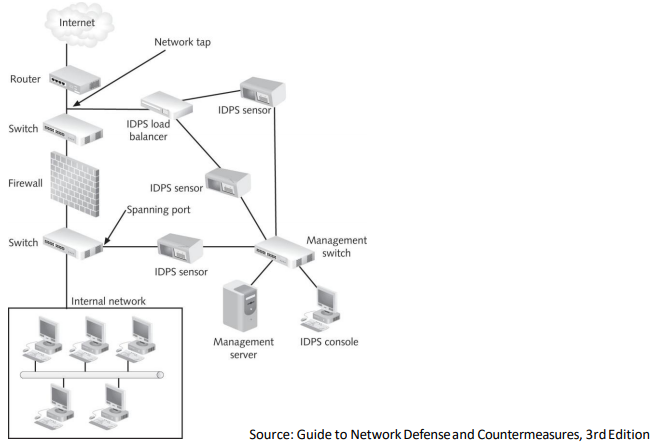 Internet
Network tap
Router
IDPS sensor
Switch
IDPS load
balancer
Firewall
IDPS sensor
Spanning port
Switch
Management
switch
IDPS sensor
Internal network
Management
server
IDPS console
Source: Guide to Network Defense and Countermeasures, 3rd Edition